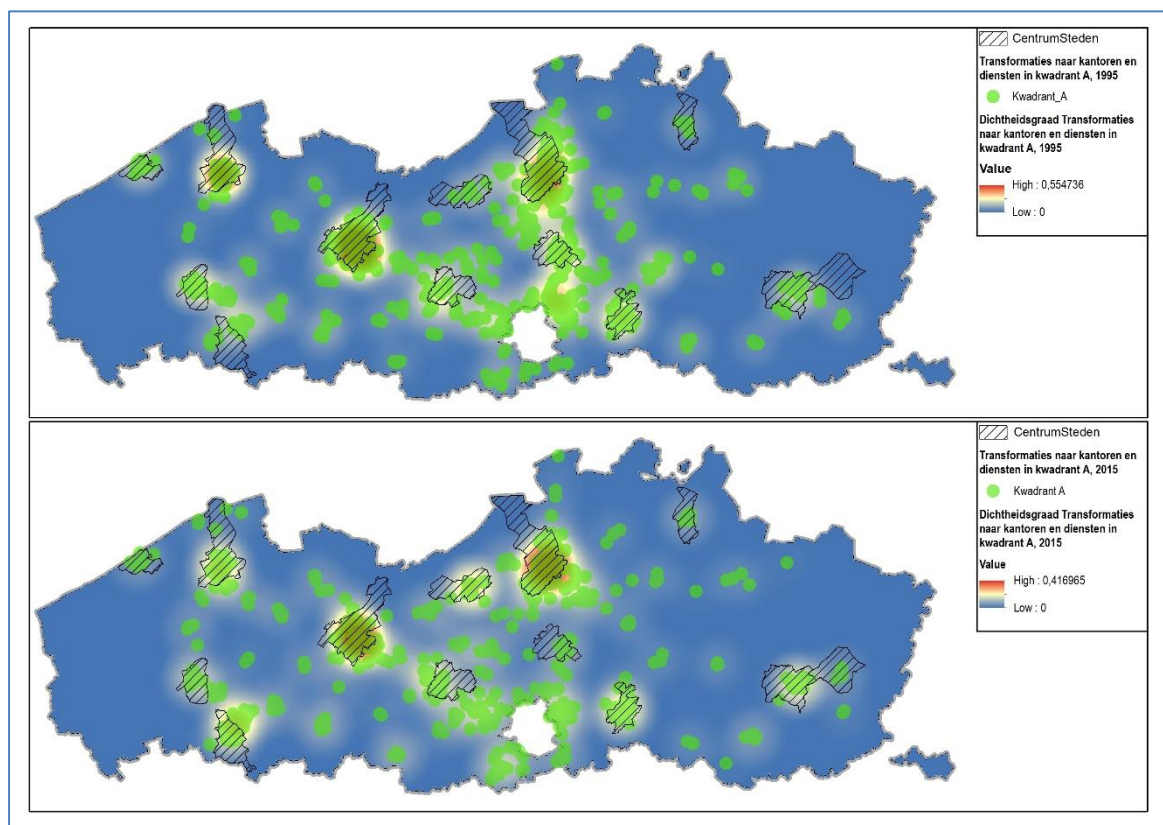 CentrumSteden
Transformaties naar kantoren en
diensten in kwadrant A, 1995
Kwadrant_A
Dichtheidsgraad Transformaties
naar kantoren en diensten in
kwadrant A, 1995
Value
High : 0,554736
Low : 0
CentrumSteden
Transformaties naar kantoren en
diensten in kwadrant A, 2015
Kwadrant A
Dichtheidsgraad Transformaties
naar kantoren en diensten in
kwadrant A, 2015
Value
High : 0,416965
Low : 0